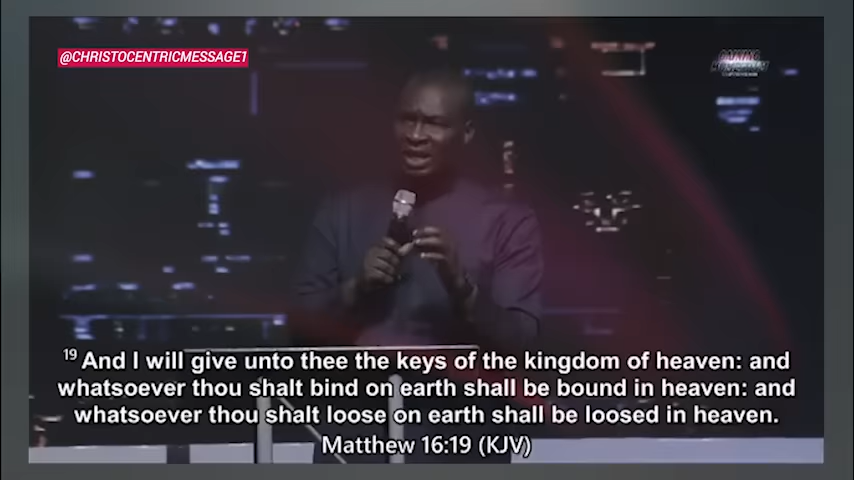 @CHRISTOCENTRICMESSAGE1
19 And I will give unto thee the keys of the kingdom of heaven: and
whatsoever thou shalt bind on earth shall be bound in heaven: and
whatsoever thou shalt loose on earth shall be loosed in heaven.
Matthew 16:19 (KJV)